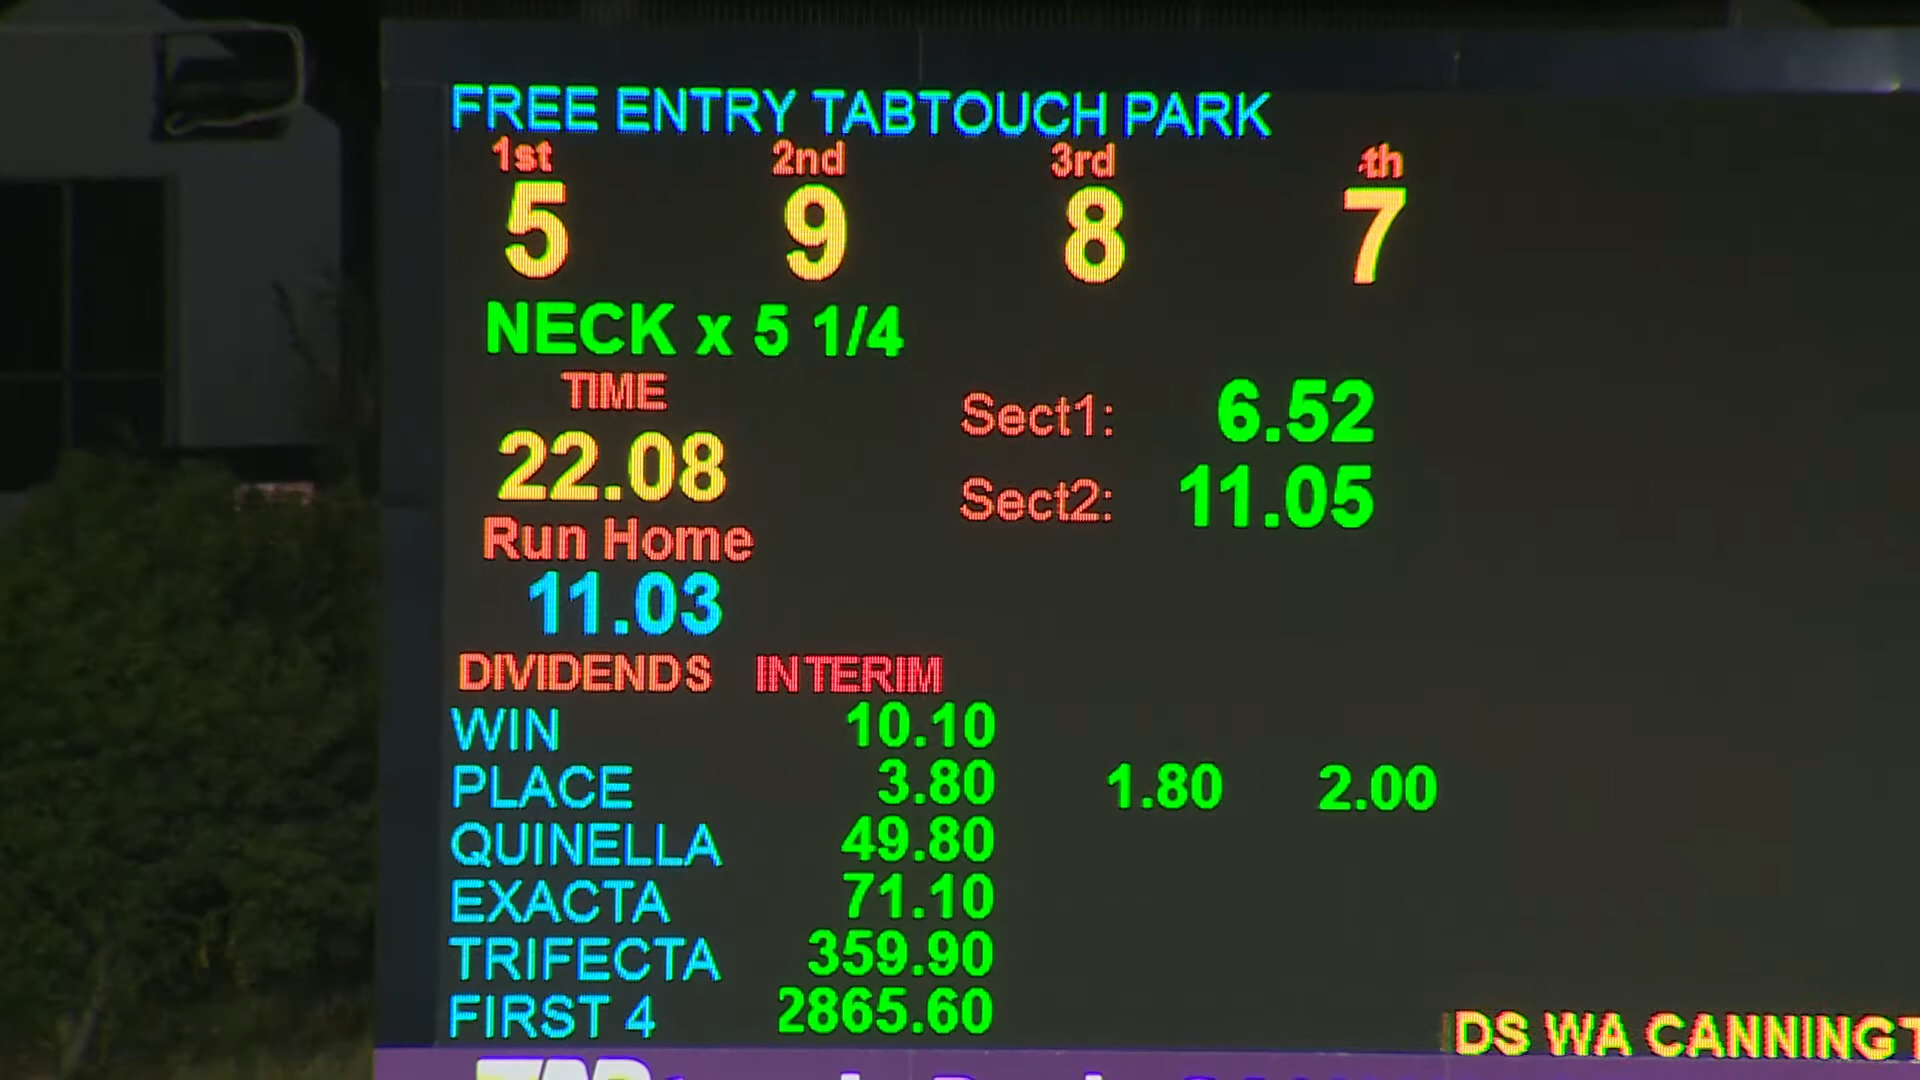 FREE ENTRY TABTOUCH PARK
1st 2nd 3rd th
5 9 8 7
NECK x 5 1/4
TIME
22.08
Sect1: 6.52
Sect2: 11.05
Run Home
11.03
DIVIDENDS INTERIM
WIN 10.10
PLACE 3.80 1.80 2.00
QUINELLA 49.80
EXACTA 71.10
TRIFECTA 359.90
FIRST 4 2865.60
DS WA CANNINGT